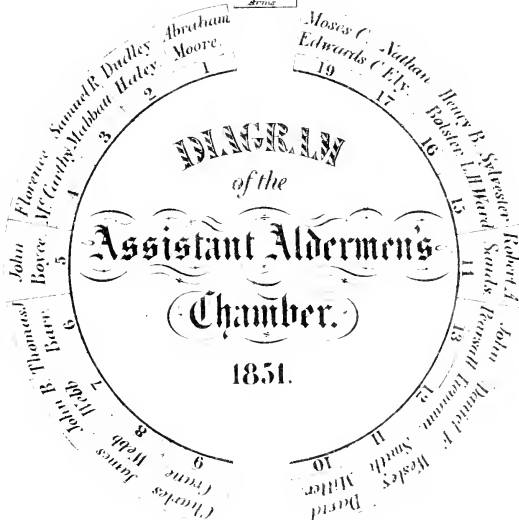 Arms
DIAGRAM
of the
Assistant Aldermen's
Chamber.
1851.
Abraham
Moore.
1
Dudley
Haley
2
Samuel R.
Mabbatt
3
Florence
McCarthy
4
John
Boyce
5
Thomas J
Barr.
6
John B.
Webb
7
James
Webb
8
Charles
Crane
9
David
Miller
10
Wesley
Smith
11
Daniel F
Tiemann
12
John
Pearsall
13
Robert A
Sands
14
Sylvester
L.H Ward
15
Henry B.
Bolster
16
Nathan
C Ely.
17
Moses C.
Edwards
19